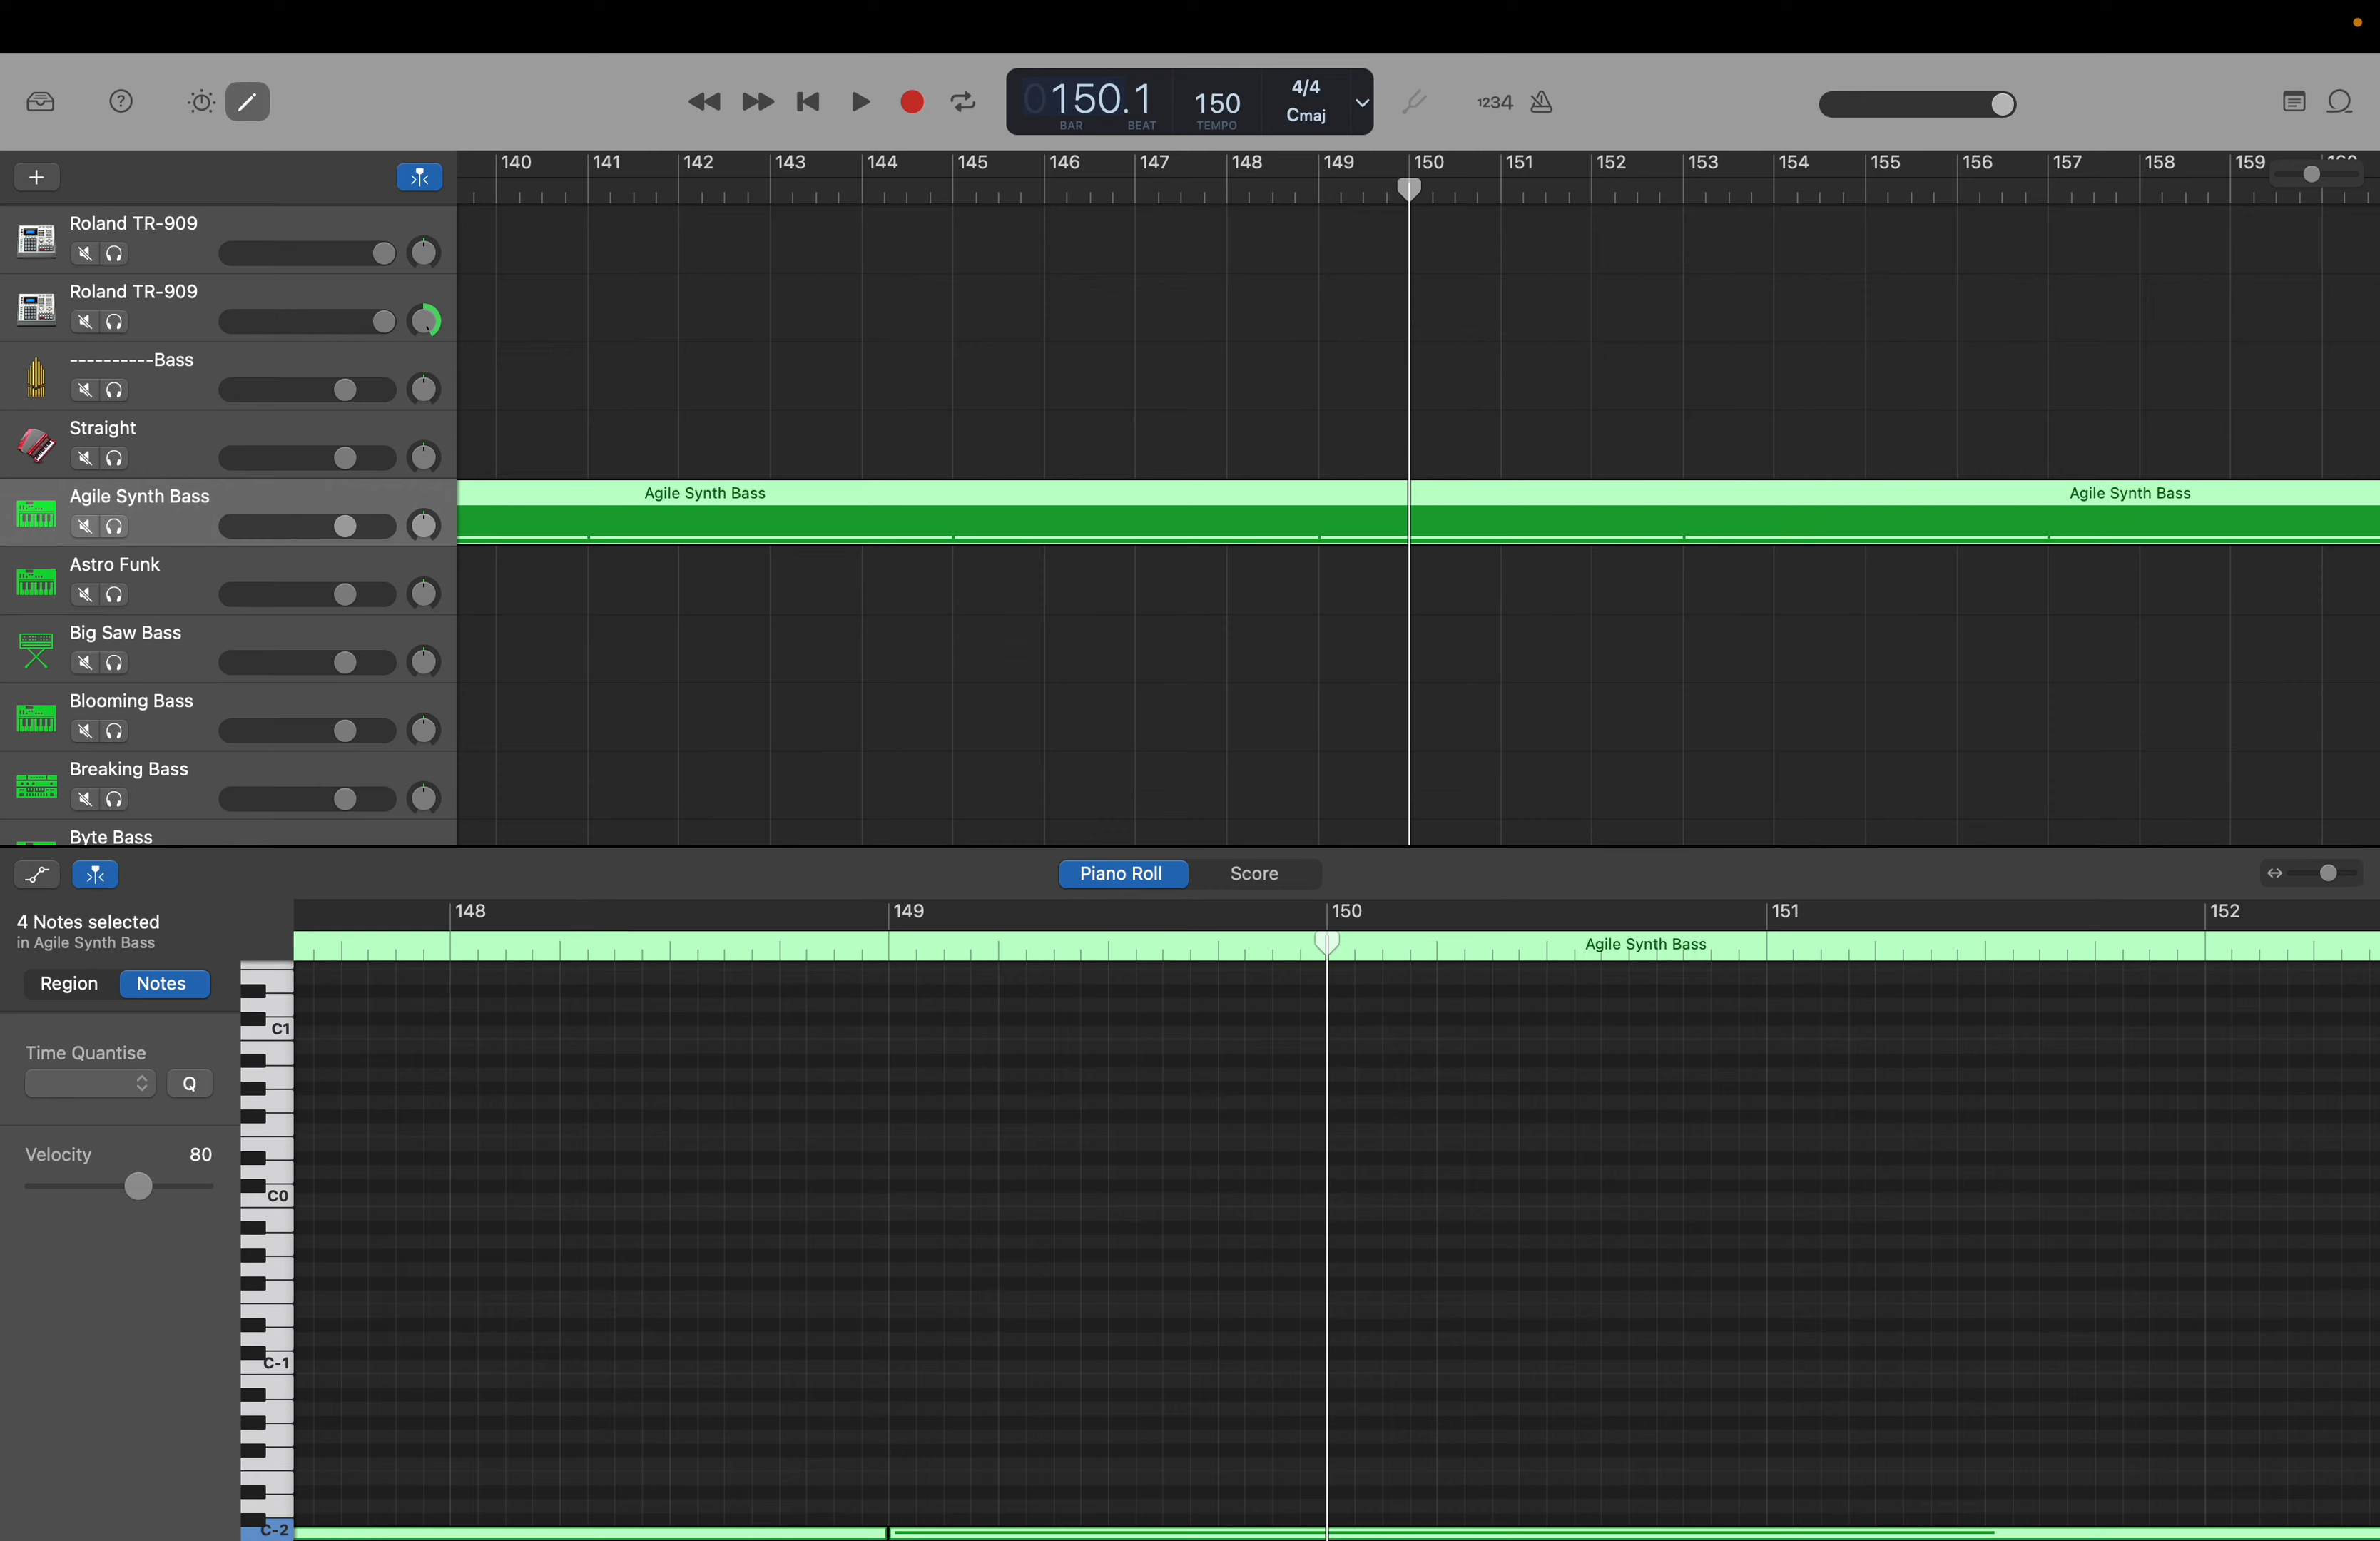 0150.1
BAR BEAT
150
TEMPO
4/4
Cmaj
1234
140 141 142 143 144 145 146 147 148 149 150 151 152 153 154 155 156 157 158 159
Roland TR-909
Roland TR-909
----------Bass
Straight
Agile Synth Bass
Agile Synth Bass Agile Synth Bass
Astro Funk
Big Saw Bass
Blooming Bass
Breaking Bass
Byte Bass
Piano Roll Score
4 Notes selected
in Agile Synth Bass
148 149 150 151 152
Agile Synth Bass
Region Notes
C1
Time Quantise
Q
Velocity 80
C0
C-1
C-2